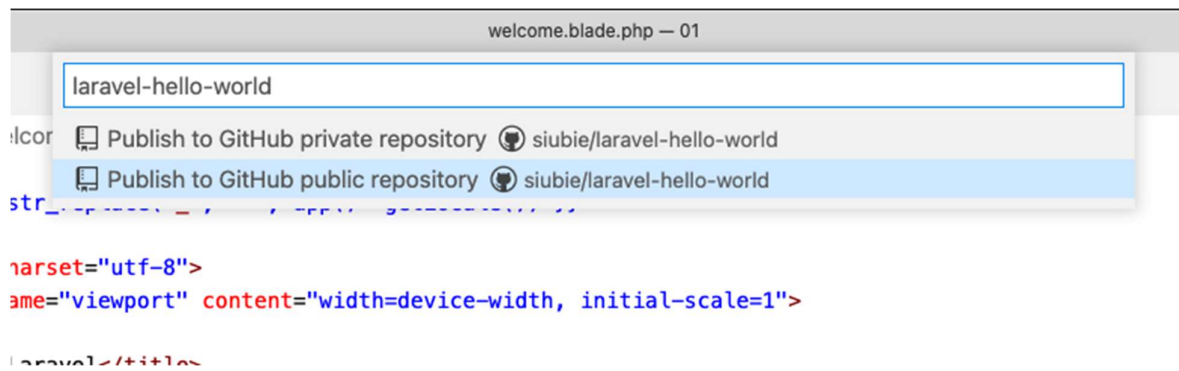 welcome.blade.php — 01
laravel-hello-world
Publish to GitHub private repository siubie/laravel-hello-world
Publish to GitHub public repository siubie/laravel-hello-world
harset="utf-8">
ame="viewport" content="width=device-width, initial-scale=1">